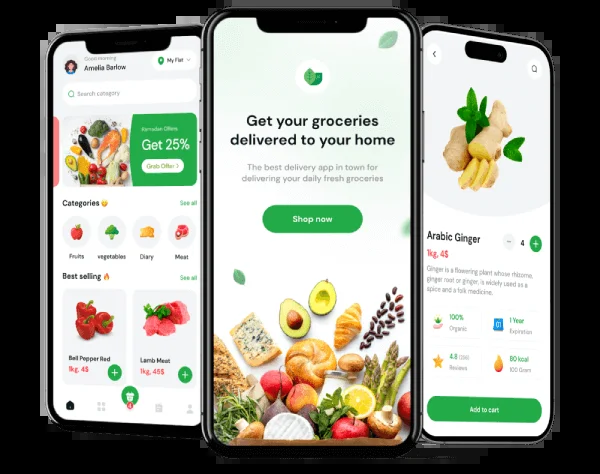 Good Morning
Amelia Barlow
My Flat
Search category
Ramadan Offers
Get 25%
Grab Offer >
Categories
See all
Fruits
vegetables
Diary
Meat
Best selling
See all
Bell Pepper Red
1kg, 4$
Lamb Meat
1kg, 45$
Get your groceries
delivered to your home
The best delivery app in town for
delivering your daily fresh groceries
Shop now
Arabic Ginger
1kg, 4$
- 4 +
Ginger is a flowering plant whose rhizome,
ginger root or ginger, is widely used as a
spice and a folk medicine.
100%
Organic
1 Year
Expiration
4.8 (256)
Reviews
80 kcal
100 Gram
Add to cart